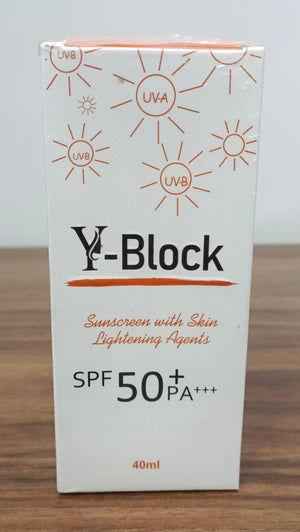 UV-B
UV-A
UV-B
UV-B
Y-Block
Sunscreen with Skin
Lightening Agents
SPF 50+
PA+++
40ml